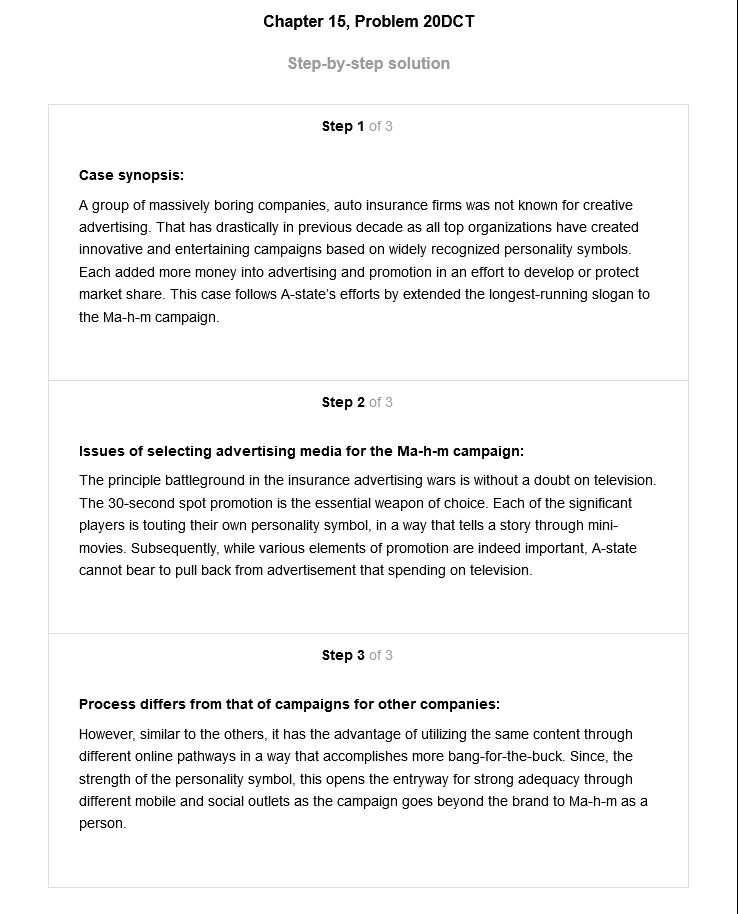 Chapter 15, Problem 20DCT
Step-by-step solution
Step 1 of 3
Case synopsis:
A group of massively boring companies, auto insurance firms was not known for creative
advertising. That has drastically in previous decade as all top organizations have created
innovative and entertaining campaigns based on widely recognized personality symbols.
Each added more money into advertising and promotion in an effort to develop or protect
market share. This case follows A-state’s efforts by extended the longest-running slogan to
the Ma-h-m campaign.
Step 2 of 3
Issues of selecting advertising media for the Ma-h-m campaign:
The principle battleground in the insurance advertising wars is without a doubt on television.
The 30-second spot promotion is the essential weapon of choice. Each of the significant
players is touting their own personality symbol, in a way that tells a story through mini-
movies. Subsequently, while various elements of promotion are indeed important, A-state
cannot bear to pull back from advertisement that spending on television.
Step 3 of 3
Process differs from that of campaigns for other companies:
However, similar to the others, it has the advantage of utilizing the same content through
different online pathways in a way that accomplishes more bang-for-the-buck. Since, the
strength of the personality symbol, this opens the entryway for strong adequacy through
different mobile and social outlets as the campaign goes beyond the brand to Ma-h-m as a
person.